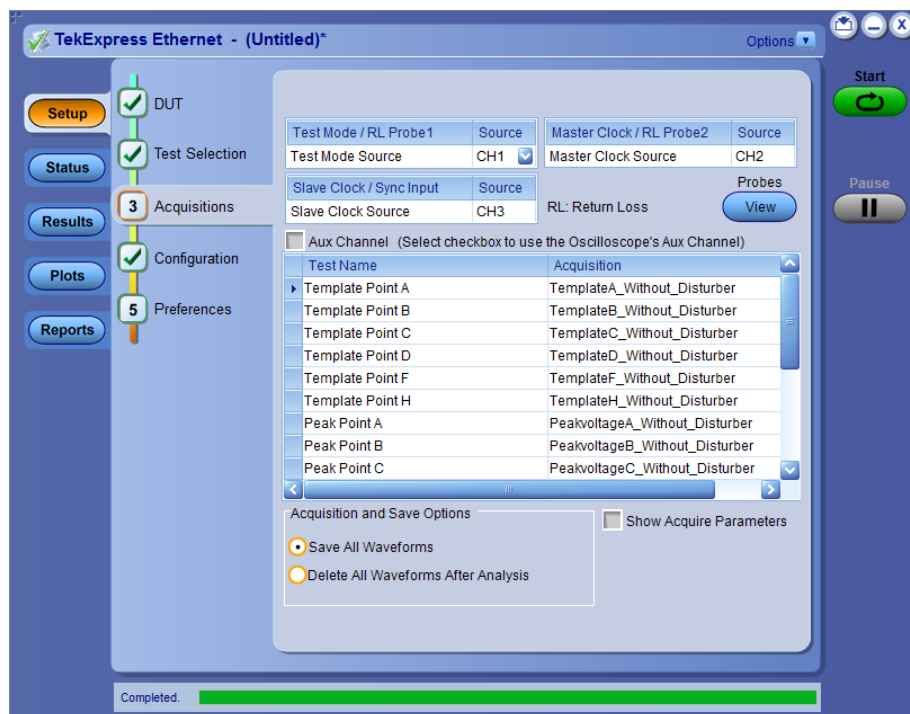 TekExpress Ethernet - (Untitled)*
Options
X
Start
Pause
Setup
Status
Results
Plots
Reports
DUT
Test Selection
3 Acquisitions
Configuration
5 Preferences
Test Mode / RL Probe1 Source
Test Mode Source CH1
Master Clock / RL Probe2 Source
Master Clock Source CH2
Slave Clock / Sync Input Source
Slave Clock Source CH3
RL: Return Loss
Probes
View
Aux Channel (Select checkbox to use the Oscilloscope's Aux Channel)
Test Name Acquisition
Template Point A TemplateA_Without_Disturber
Template Point B TemplateB_Without_Disturber
Template Point C TemplateC_Without_Disturber
Template Point D TemplateD_Without_Disturber
Template Point F TemplateF_Without_Disturber
Template Point H TemplateH_Without_Disturber
Peak Point A PeakvoltageA_Without_Disturber
Peak Point B PeakvoltageB_Without_Disturber
Peak Point C PeakvoltageC_Without_Disturber
Acquisition and Save Options
Save All Waveforms
Delete All Waveforms After Analysis
Show Acquire Parameters
Completed.